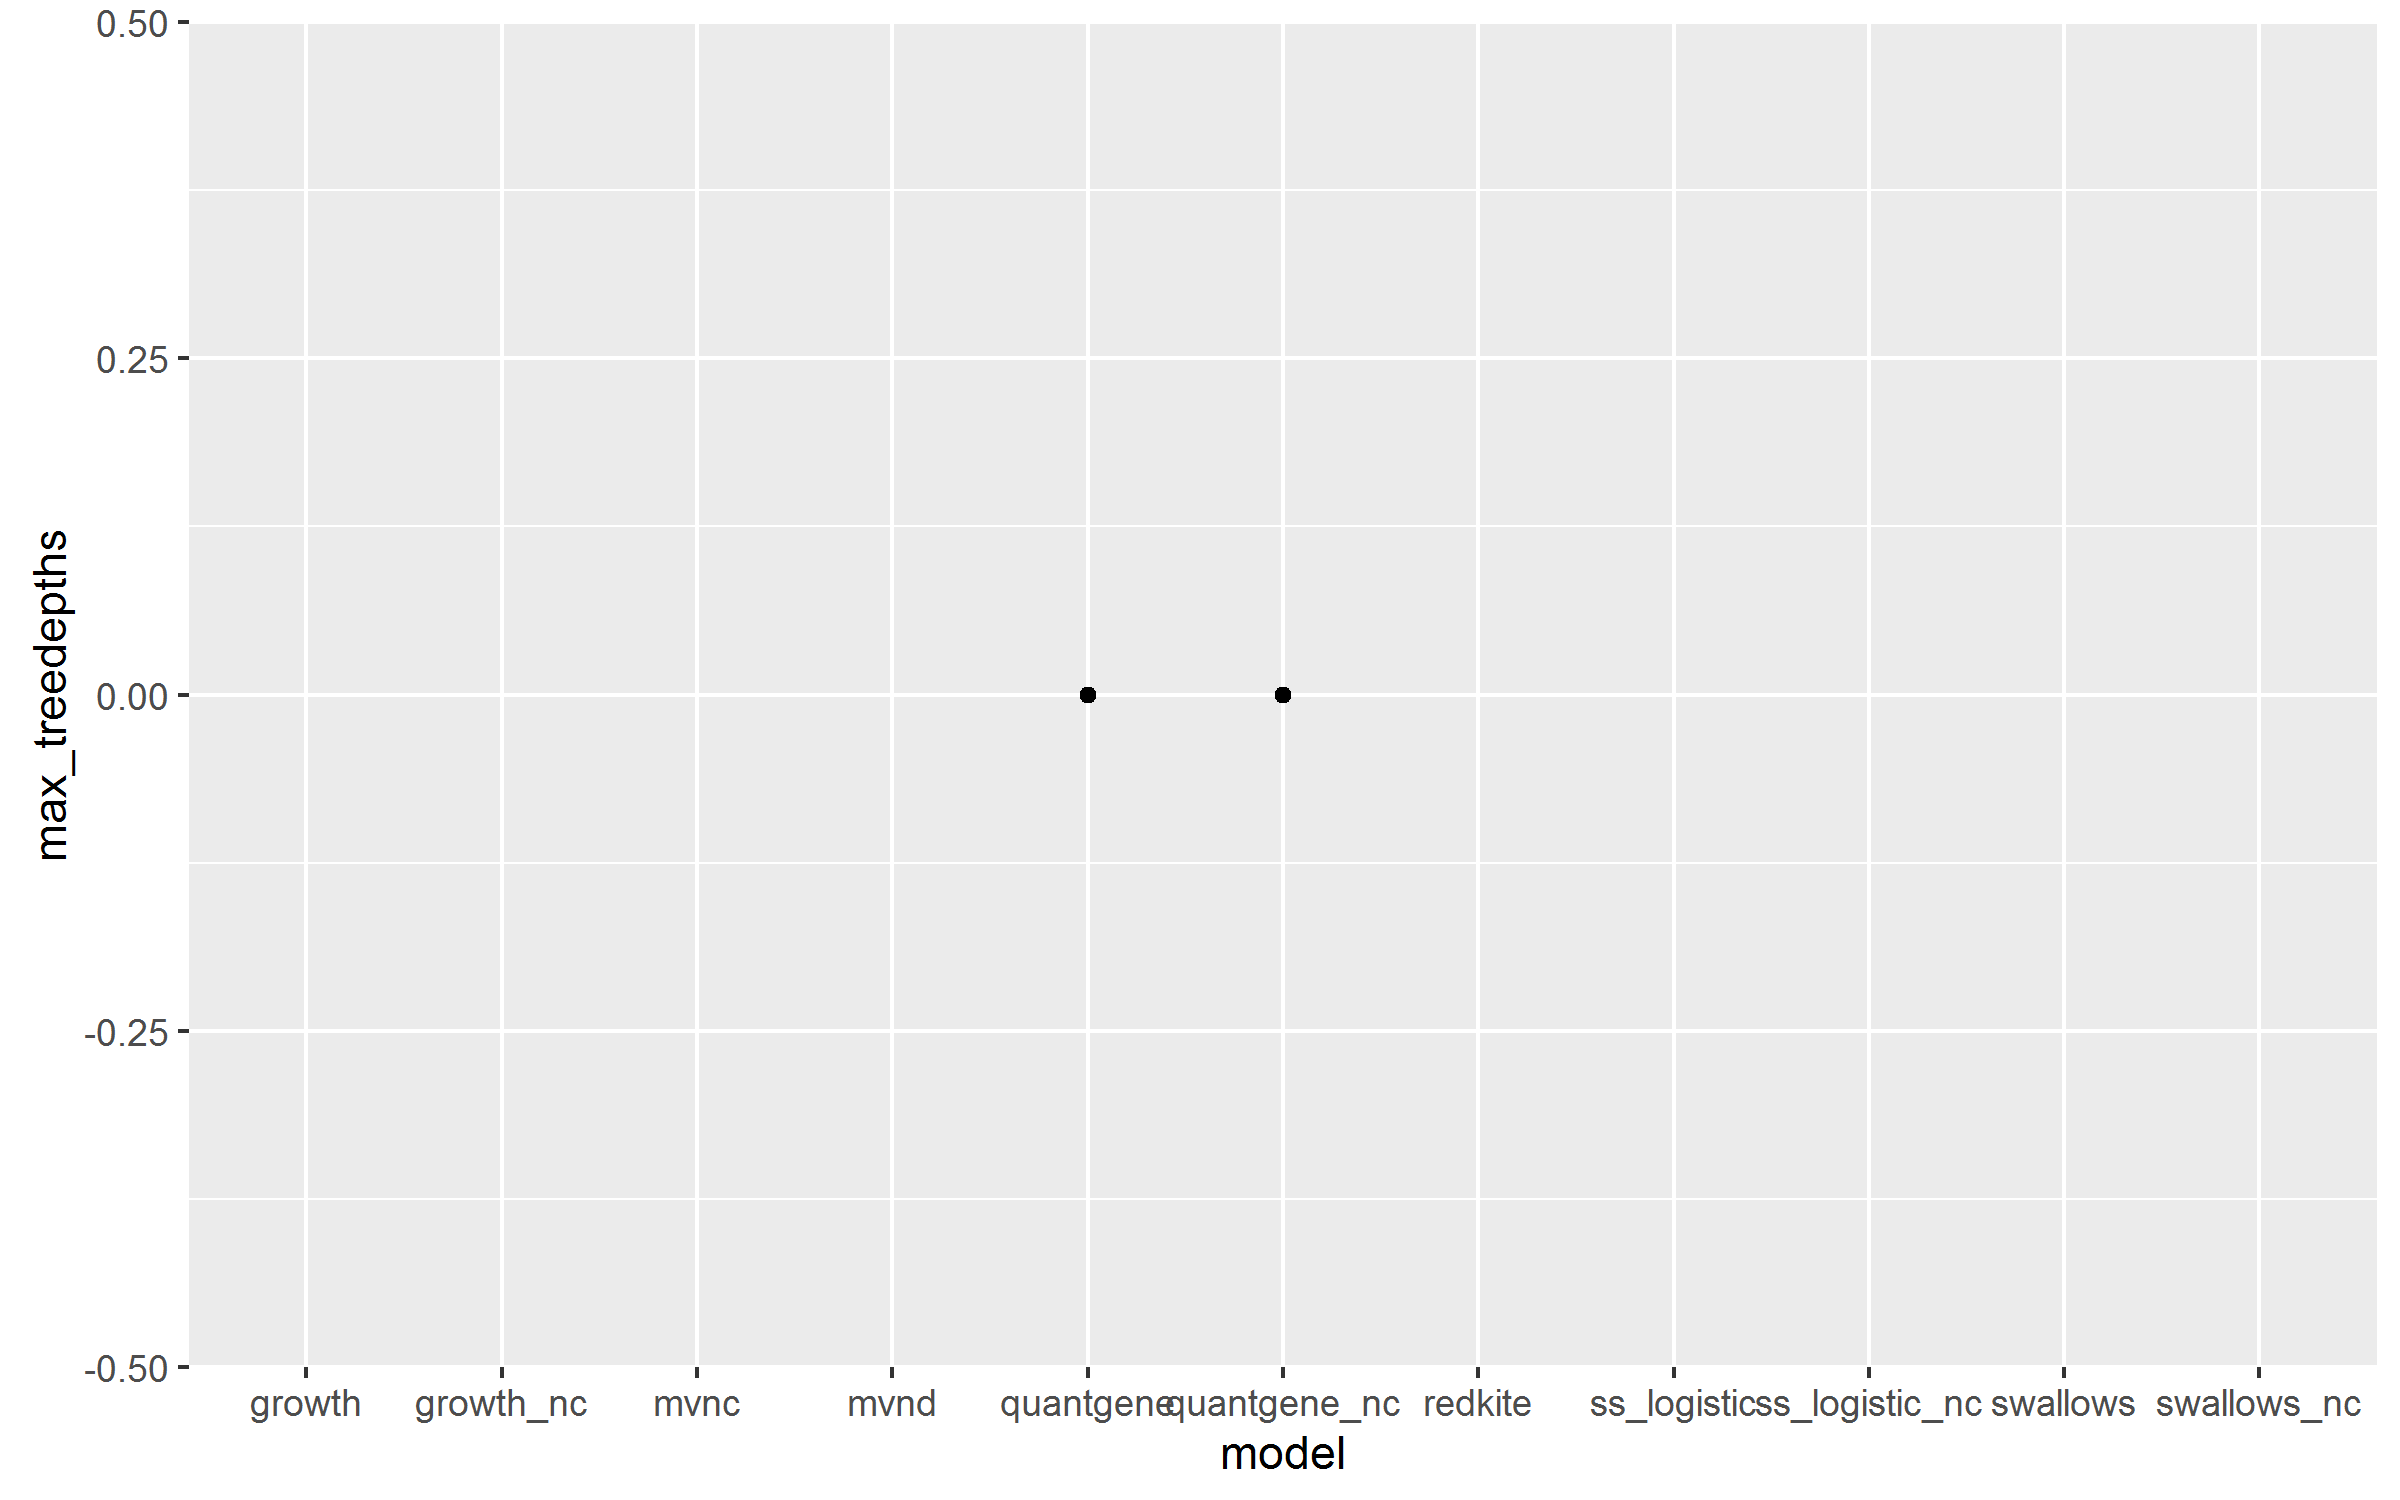 0.50
0.25
0.00
-0.25
-0.50
max_treedepths
growth growth_nc mvnc mvnd quantgene quantgene_nc redkite ss_logistic ss_logistic_nc swallows swallows_nc
model